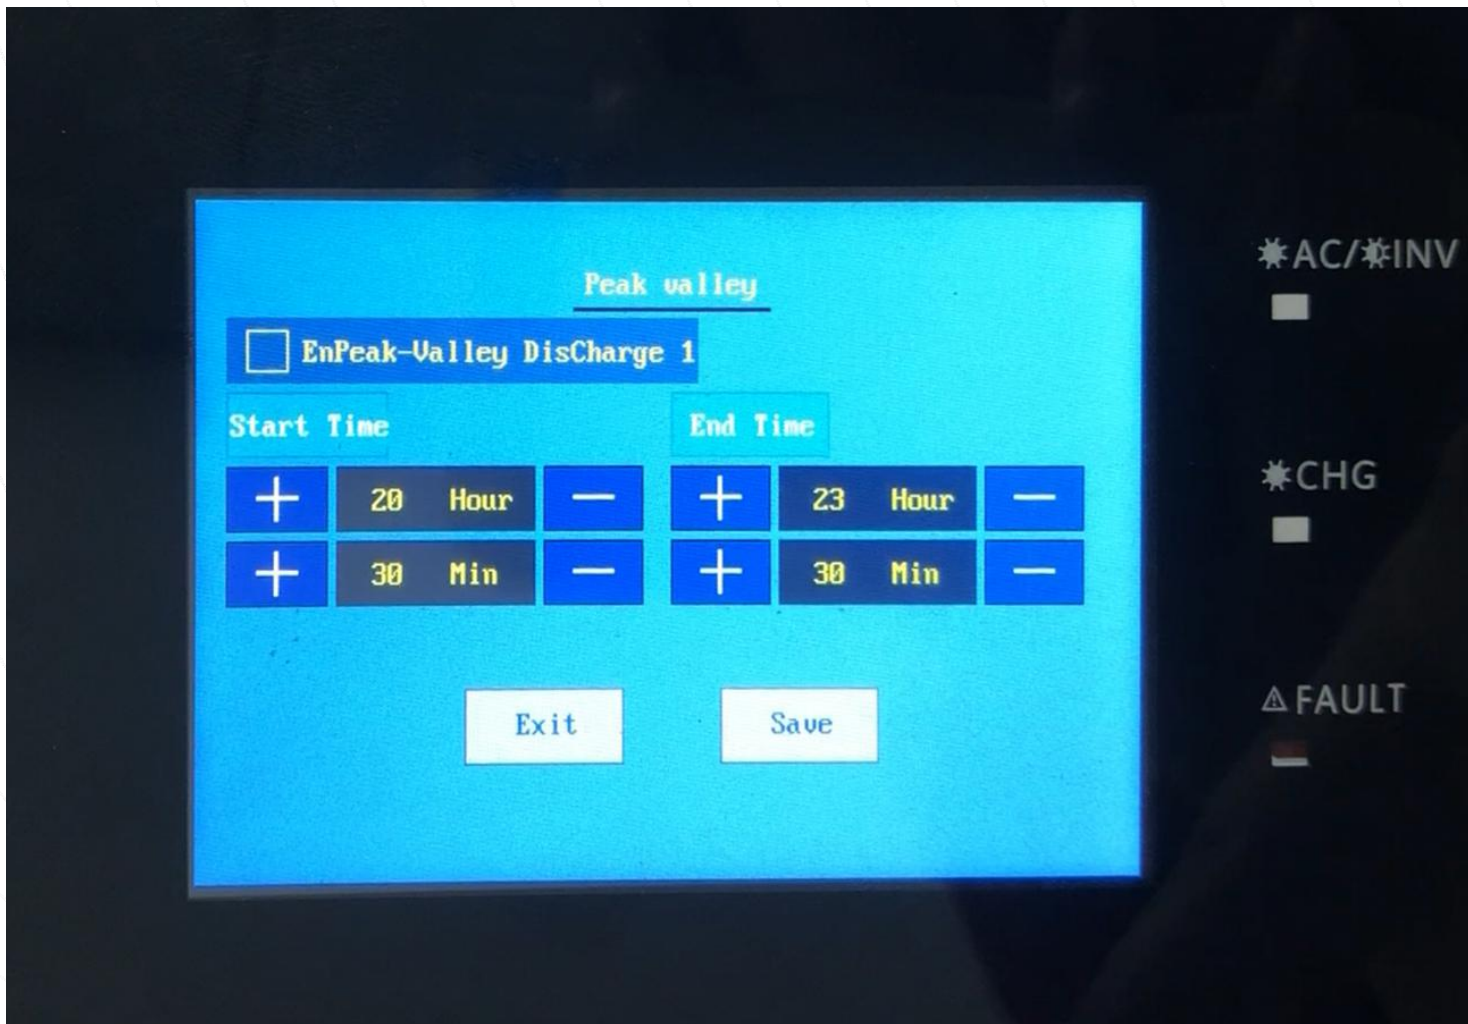 Peak valley
EnPeak-Valley DisCharge 1
Start Time End Time
+ 20 Hour — + 23 Hour —
+ 30 Min — + 30 Min —
Exit Save
AC/INV
CHG
FAULT